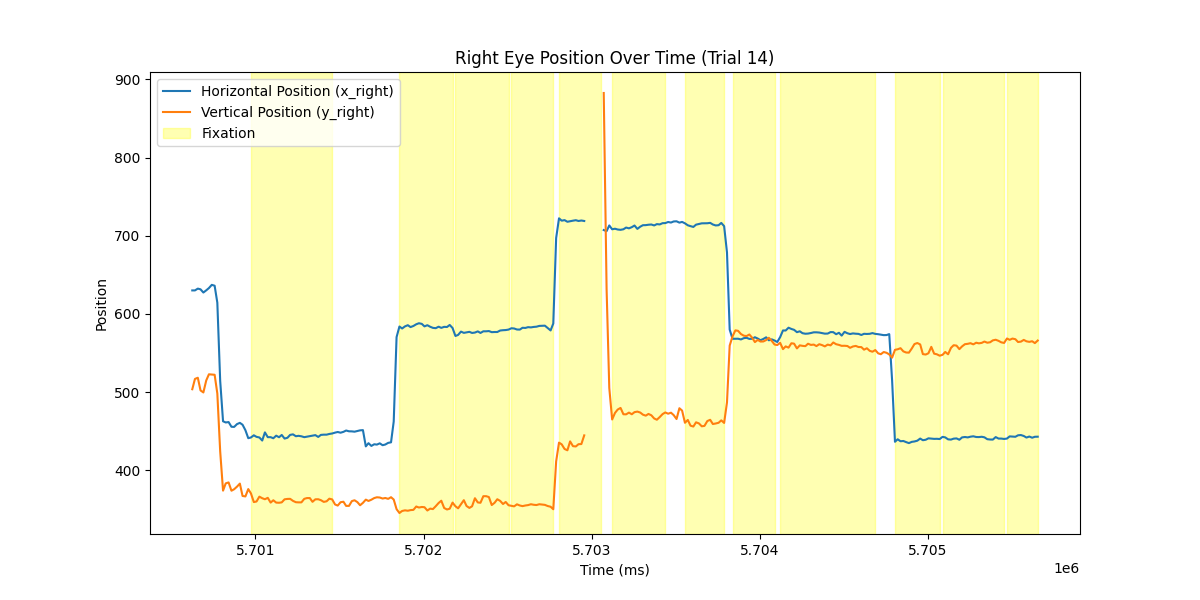 Right Eye Position Over Time (Trial 14)
Horizontal Position (x_right)
Vertical Position (y_right)
Fixation
900
800
700
600
500
400
Position
5.701 5.702 5.703 5.704 5.705
1e6
Time (ms)